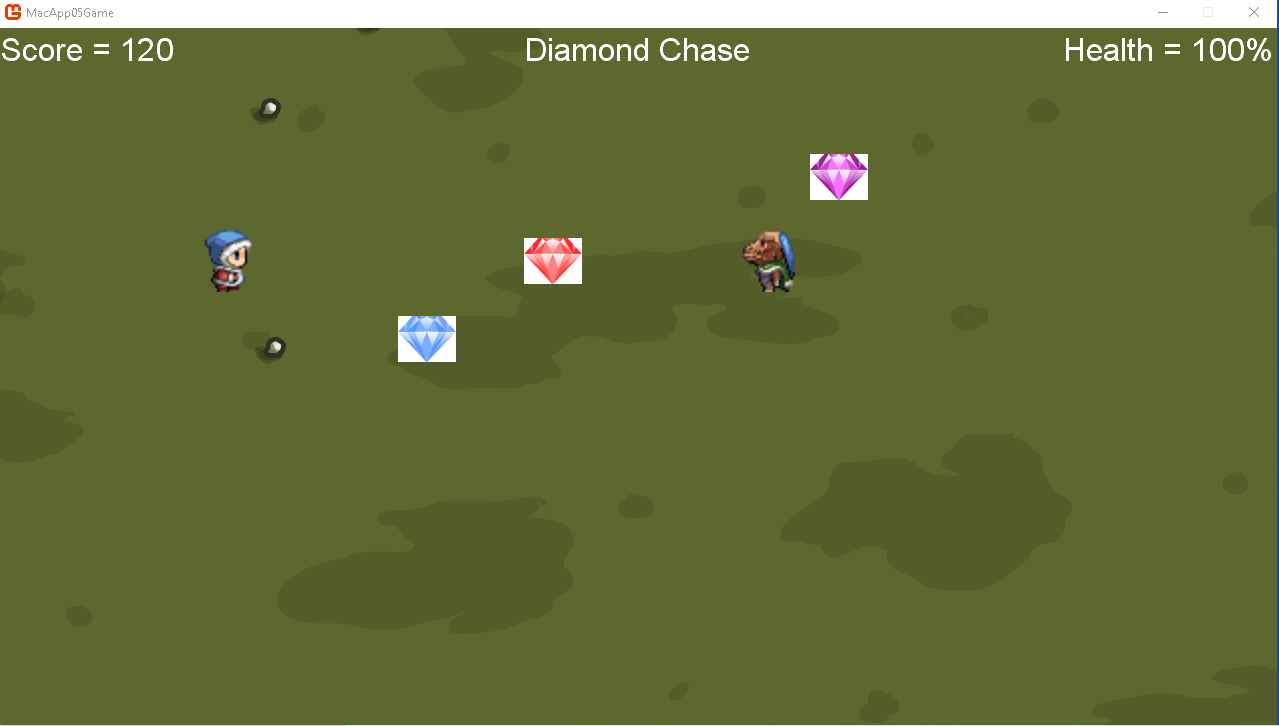 MacApp05Game
Score = 120
Diamond Chase
Health = 100%